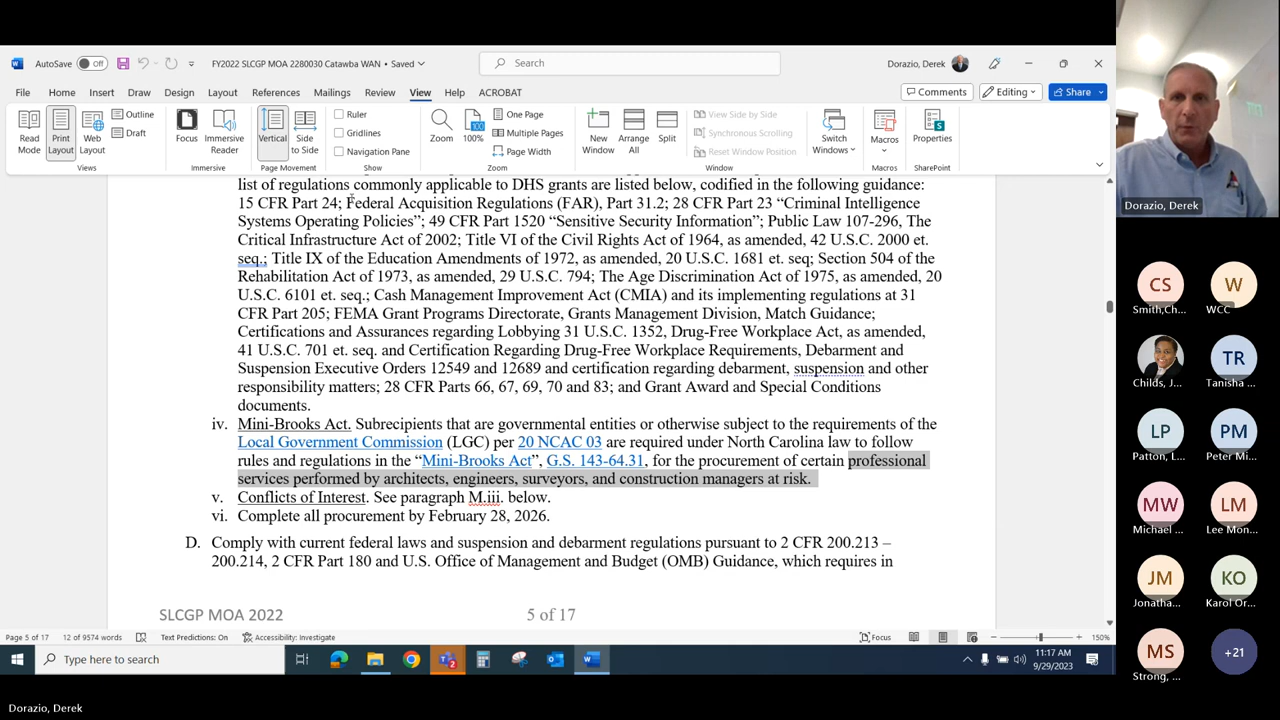 AutoSave Off FY2022 SLCGP MOA 2280030 Catawba WAN • Saved Search Dorazio, Derek
File Home Insert Draw Design Layout References Mailings Review View Help ACROBAT Comments Editing Share
Read Mode Print Layout Web Layout Outline Draft Views
Focus Immersive Reader Immersive
Vertical Side to Side Page Movement
Ruler Gridlines Navigation Pane Show
Zoom 100% One Page Multiple Pages Page Width Zoom
New Window Arrange All Split View Side by Side Synchronous Scrolling Reset Window Position Switch Windows Window
Macros Macros
Properties SharePoint
list of regulations commonly applicable to DHS grants are listed below, codified in the following guidance:
15 CFR Part 24; Federal Acquisition Regulations (FAR), Part 31.2; 28 CFR Part 23 “Criminal Intelligence
Systems Operating Policies”; 49 CFR Part 1520 “Sensitive Security Information”; Public Law 107-296, The
Critical Infrastructure Act of 2002; Title VI of the Civil Rights Act of 1964, as amended, 42 U.S.C. 2000 et.
seq.; Title IX of the Education Amendments of 1972, as amended, 20 U.S.C. 1681 et. seq; Section 504 of the
Rehabilitation Act of 1973, as amended, 29 U.S.C. 794; The Age Discrimination Act of 1975, as amended, 20
U.S.C. 6101 et. seq.; Cash Management Improvement Act (CMIA) and its implementing regulations at 31
CFR Part 205; FEMA Grant Programs Directorate, Grants Management Division, Match Guidance;
Certifications and Assurances regarding Lobbying 31 U.S.C. 1352, Drug-Free Workplace Act, as amended,
41 U.S.C. 701 et. seq. and Certification Regarding Drug-Free Workplace Requirements, Debarment and
Suspension Executive Orders 12549 and 12689 and certification regarding debarment, suspension and other
responsibility matters; 28 CFR Parts 66, 67, 69, 70 and 83; and Grant Award and Special Conditions
documents.
iv. Mini-Brooks Act. Subrecipients that are governmental entities or otherwise subject to the requirements of the
Local Government Commission (LGC) per 20 NCAC 03 are required under North Carolina law to follow
rules and regulations in the “Mini-Brooks Act”, G.S. 143-64.31, for the procurement of certain professional
services performed by architects, engineers, surveyors, and construction managers at risk.
v. Conflicts of Interest. See paragraph M.iii. below.
vi. Complete all procurement by February 28, 2026.
D. Comply with current federal laws and suspension and debarment regulations pursuant to 2 CFR 200.213 –
200.214, 2 CFR Part 180 and U.S. Office of Management and Budget (OMB) Guidance, which requires in
SLCGP MOA 2022 5 of 17
Page 5 of 17 12 of 9574 words Text Predictions: On Accessibility: Investigate Focus 150%
Type here to search 11:17 AM
9/29/2023
Dorazio, Derek
CS W
Smith,Ch... WCC
TR
Childs, J... Tanisha ...
LP PM
Patton, L... Peter Mi...
MW LM
Michael ... Lee Mon...
JM KO
Jonatha... Karol Or...
MS +21
Strong, ...
Dorazio, Derek